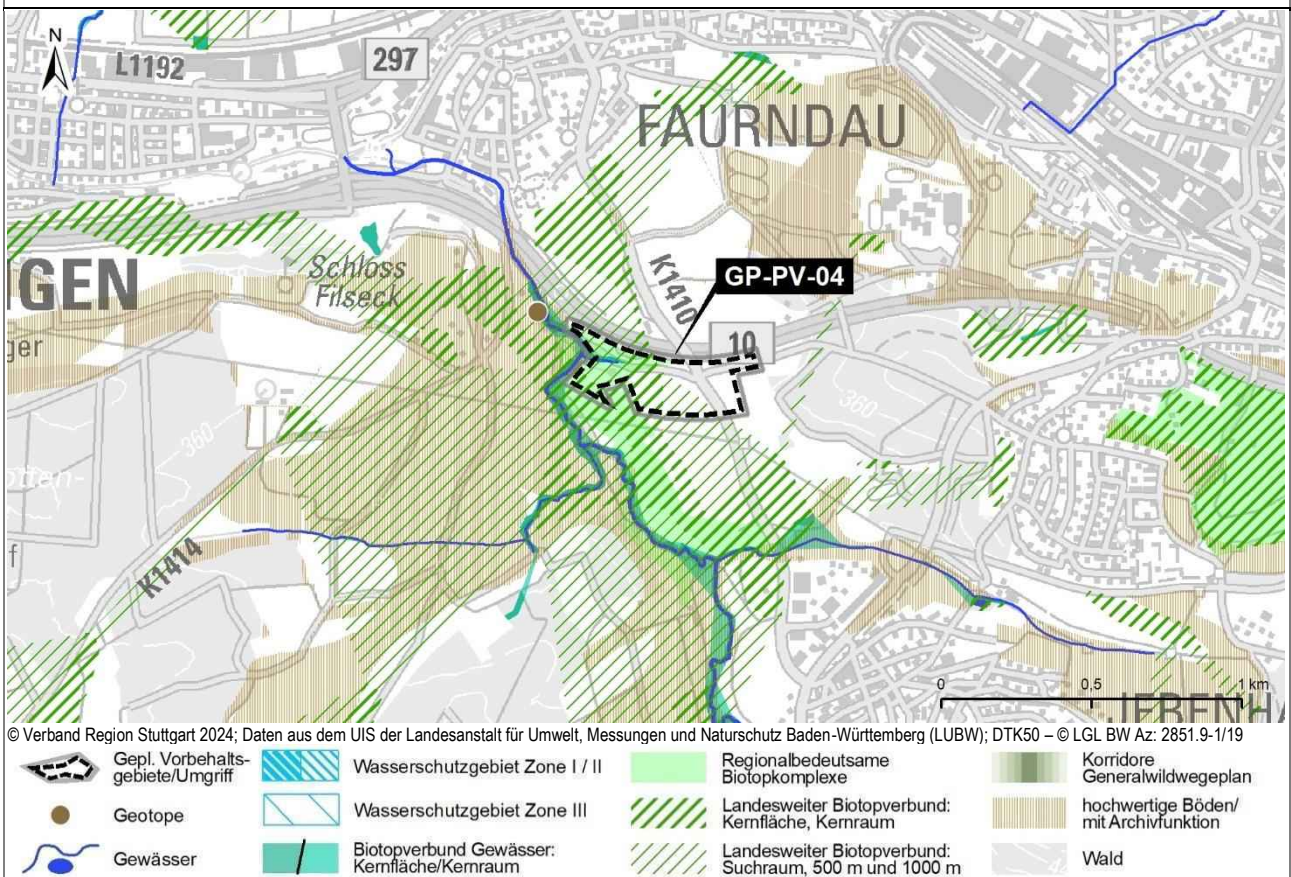 N
L1192
297
FAURNDAU
Schloss
Filseck
GEN
K1410
GP-PV-04
10
ger
360
360
K1414
f
0 0,5 1 km
JEBENHA
© Verband Region Stuttgart 2024; Daten aus dem UIS der Landesanstalt für Umwelt, Messungen und Naturschutz Baden-Württemberg (LUBW); DTK50 – © LGL BW Az: 2851.9-1/19
Gepl. Vorbehalts-
gebiete/Umgriff
Geotope
Gewässer
Wasserschutzgebiet Zone I / II
Wasserschutzgebiet Zone III
Biotopverbund Gewässer:
Kernfläche/Kernraum
Regionalbedeutsame
Biotopkomplexe
Landesweiter Biotopverbund:
Kernfläche, Kernraum
Landesweiter Biotopverbund:
Suchraum, 500 m und 1000 m
Korridore
Generalwildwegeplan
hochwertige Böden/
mit Archivfunktion
Wald